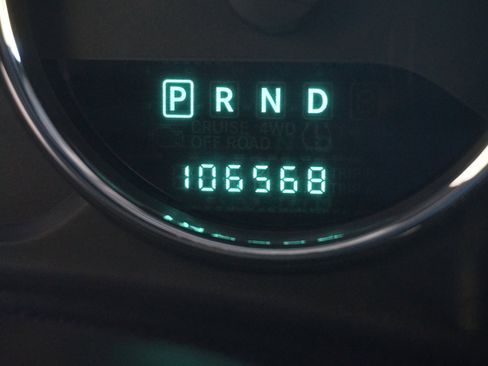 P R N D
CRUISE 4WD
OFF ROAD
106568